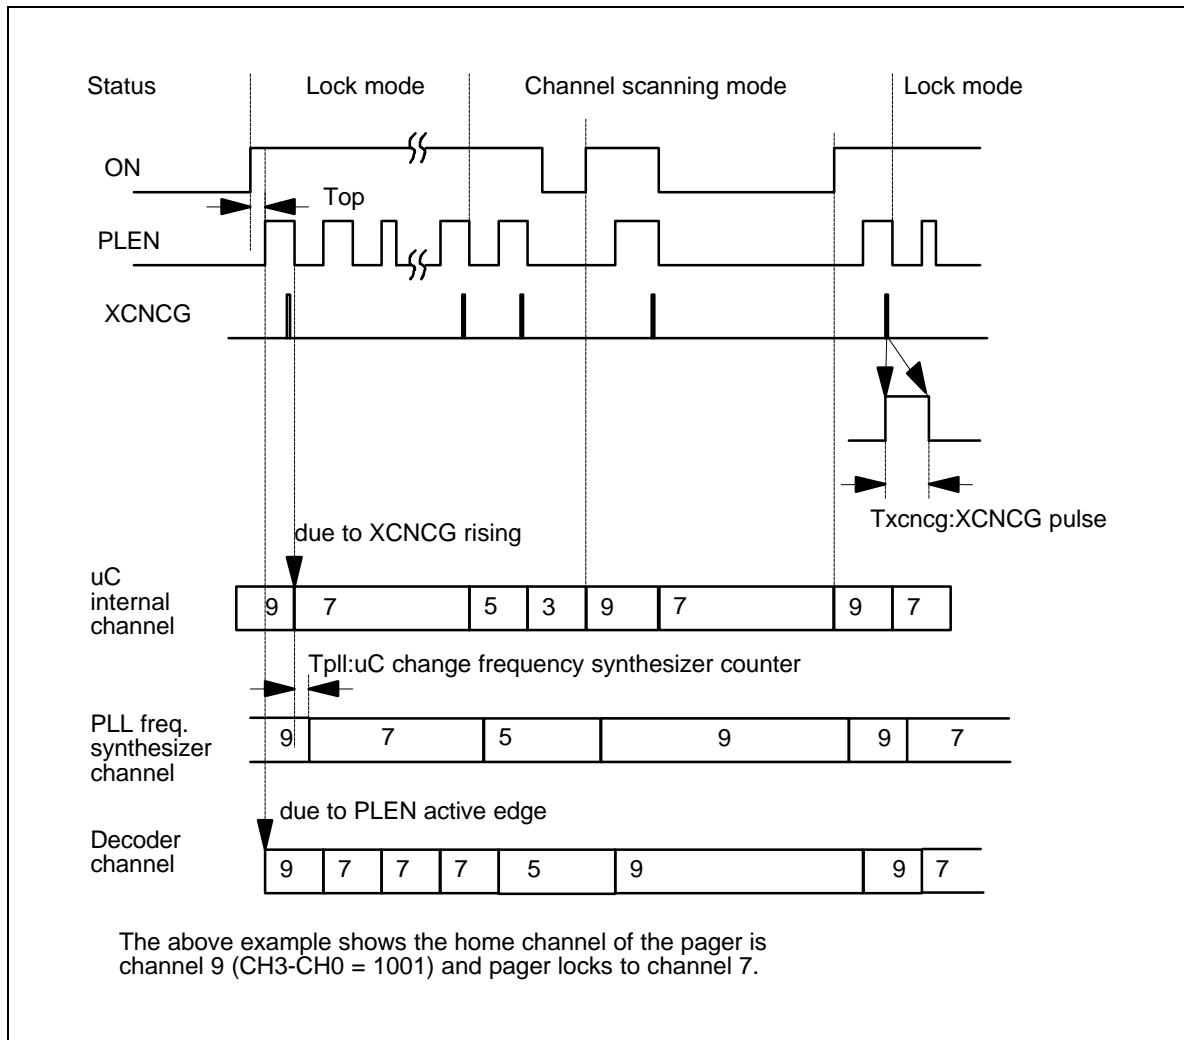 Status Lock mode Channel scanning mode Lock mode
ON
Top
PLEN
XCNCG
Txcncg:XCNCG pulse
due to XCNCG rising
uC
internal
channel
9 7 5 3 9 7 9 7
Tpll:uC change frequency synthesizer counter
PLL freq.
synthesizer
channel
9 7 5 9 9 7
due to PLEN active edge
Decoder
channel
9 7 7 7 5 9 9 7
The above example shows the home channel of the pager is
channel 9 (CH3-CH0 = 1001) and pager locks to channel 7.